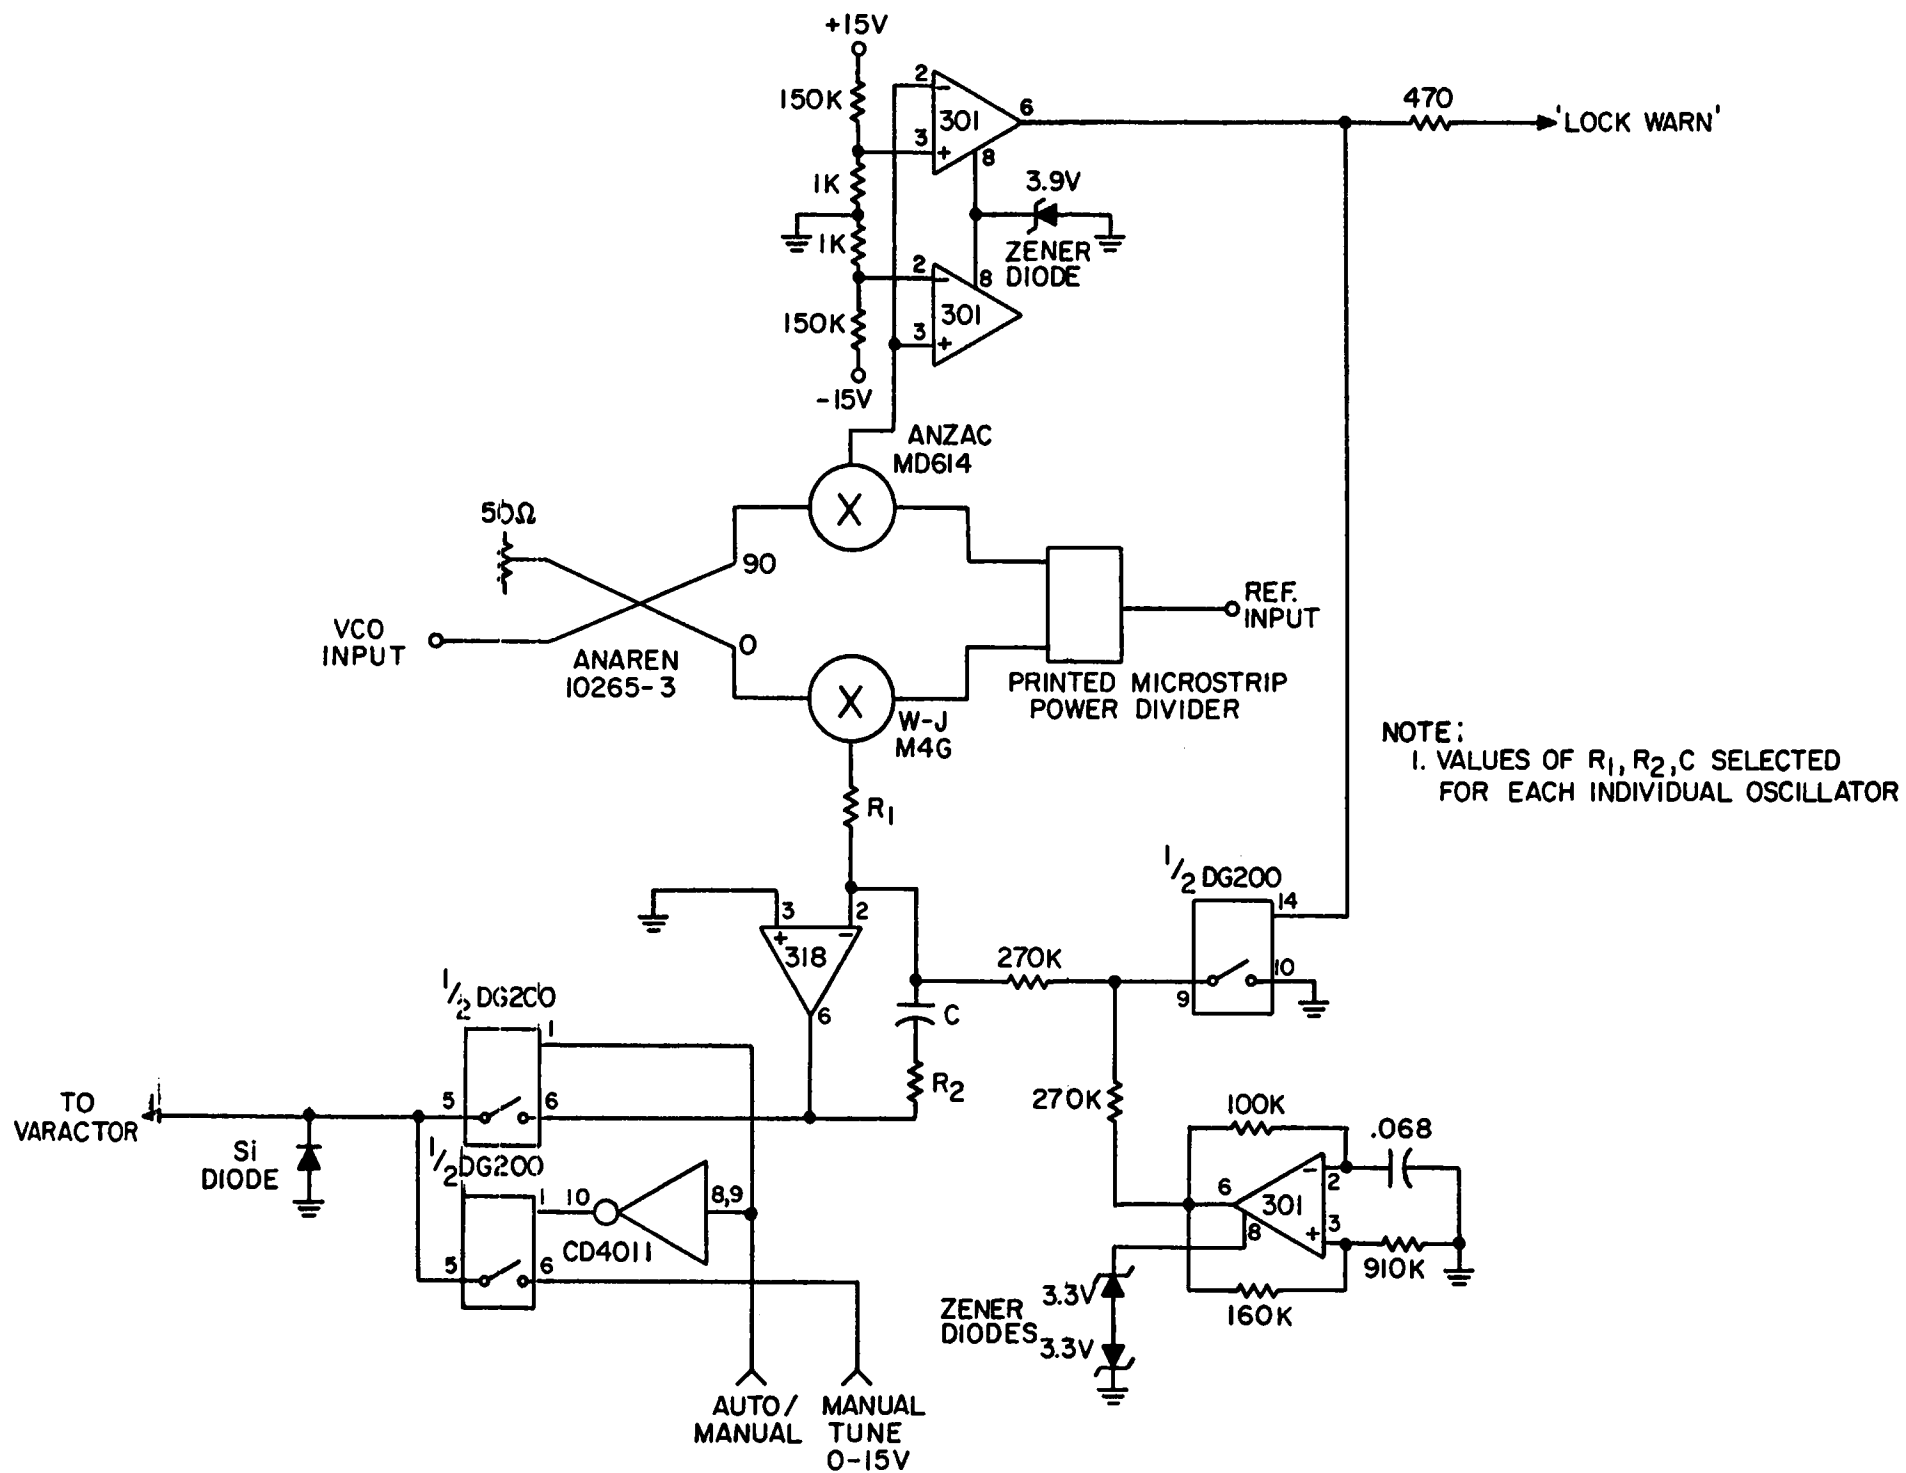 +15V
150K
2
-
301
3
+
6
8
470
'LOCK WARN'
1K
3.9V
1K
ZENER
DIODE
2
-
8
301
150K
3
+
-15V
ANZAC
MD614
X
50Ω
90
VCO
INPUT
0
ANAREN
10265-3
REF.
INPUT
X
W-J
M4G
PRINTED MICROSTRIP
POWER DIVIDER
NOTE:
1. VALUES OF R1, R2, C SELECTED
FOR EACH INDIVIDUAL OSCILLATOR
R1
3
2
+
-
318
6
270K
1/2 DG200
14
10
9
C
R2
1/2 DG200
1
5
6
TO
VARACTOR
Si
DIODE
1/2 DG200
1
10
8,9
CD4011
5
6
270K
100K
.068
-
2
6
301
8
+
3
910K
160K
3.3V
ZENER
DIODES
3.3V
AUTO/
MANUAL
MANUAL
TUNE
0-15V